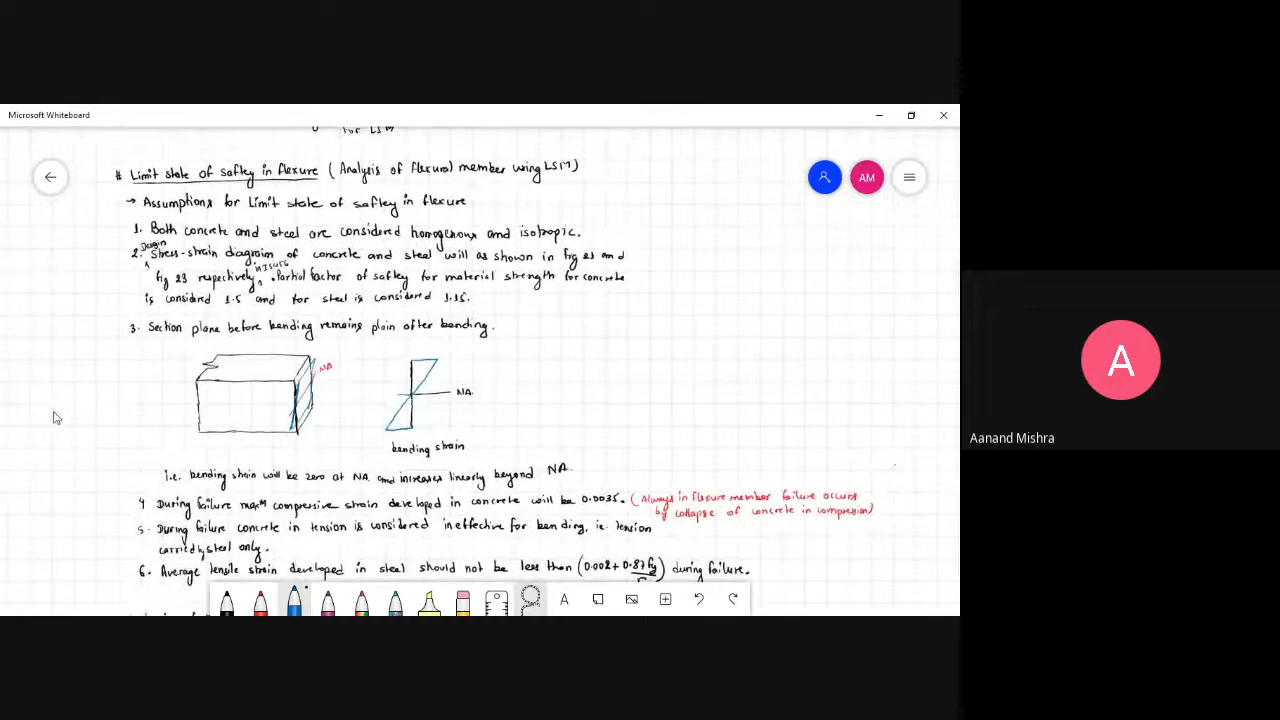 Microsoft Whiteboard
for LSM
# Limit state of saftey in flexure (Analysis of flexural member using LSM)
→ Assumptions for Limit state of saftey in flexure
1. Both concrete and steel are considered homogenous and isotropic.
Design
2. Stress-strain diagram of concrete and steel will as shown in fig 21 and
fig 23 respectively in IS456. Partial factor of saftey for material strength for concrete
is considered 1.5 and for steel is considered 1.15.
3. Section plane before bending remains plain after bending.
NA
NA.
bending strain
i.e. bending strain will be zero at NA and increases linearly beyond NA.
4 During failure maxm compressive strain developed in concrete will be 0.0035. (Always in flexure member failure occurs
by collapse of concrete in compression)
5. During failure concrete in tension is considered ineffective for bending, i.e. tension
carried by steel only.
6. Average tensile strain developed in steel should not be less than (0.002 + 0.87 fy) during failure.
AM
A
A
Aanand Mishra